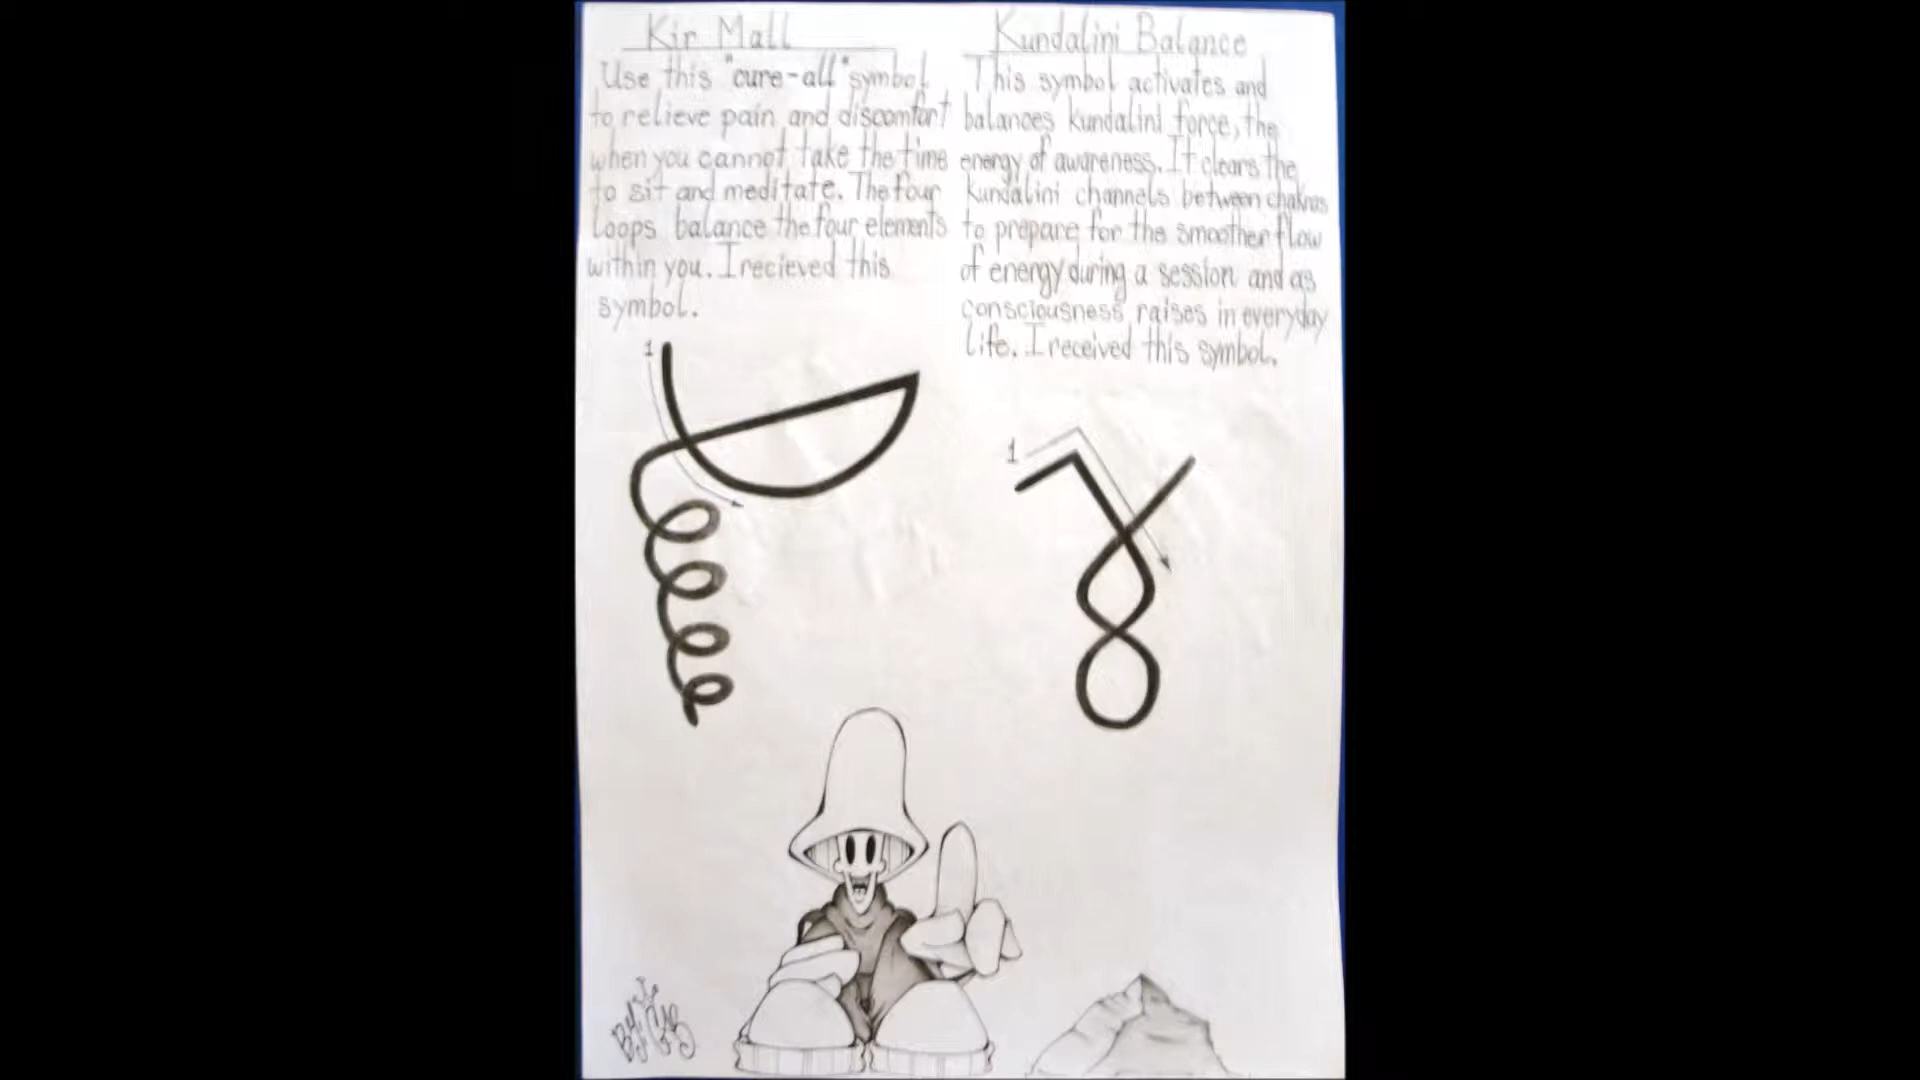 Kir Mall
Use this "cure-all" symbol
to relieve pain and discomfort
when you cannot take the time
to sit and meditate. The four
loops balance the four elements
within you. I recieved this
symbol.
1
Kundalini Balance
This symbol activates and
balances kundalini force, the
energy of awareness. It clears the
kundalini channels between chakras
to prepare for the smoother flow
of energy during a session and as
consciousness raises in everyday
life. I received this symbol.
1